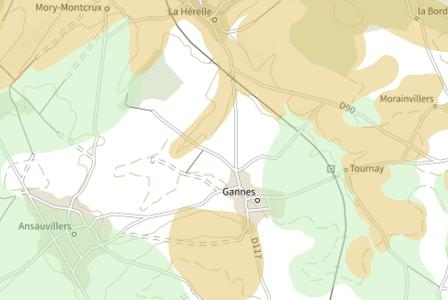 Mory-Montcrux
La Hérelle
la Bord
Morainvillers
D90
Tournay
Gannes
Ansauvillers
D117